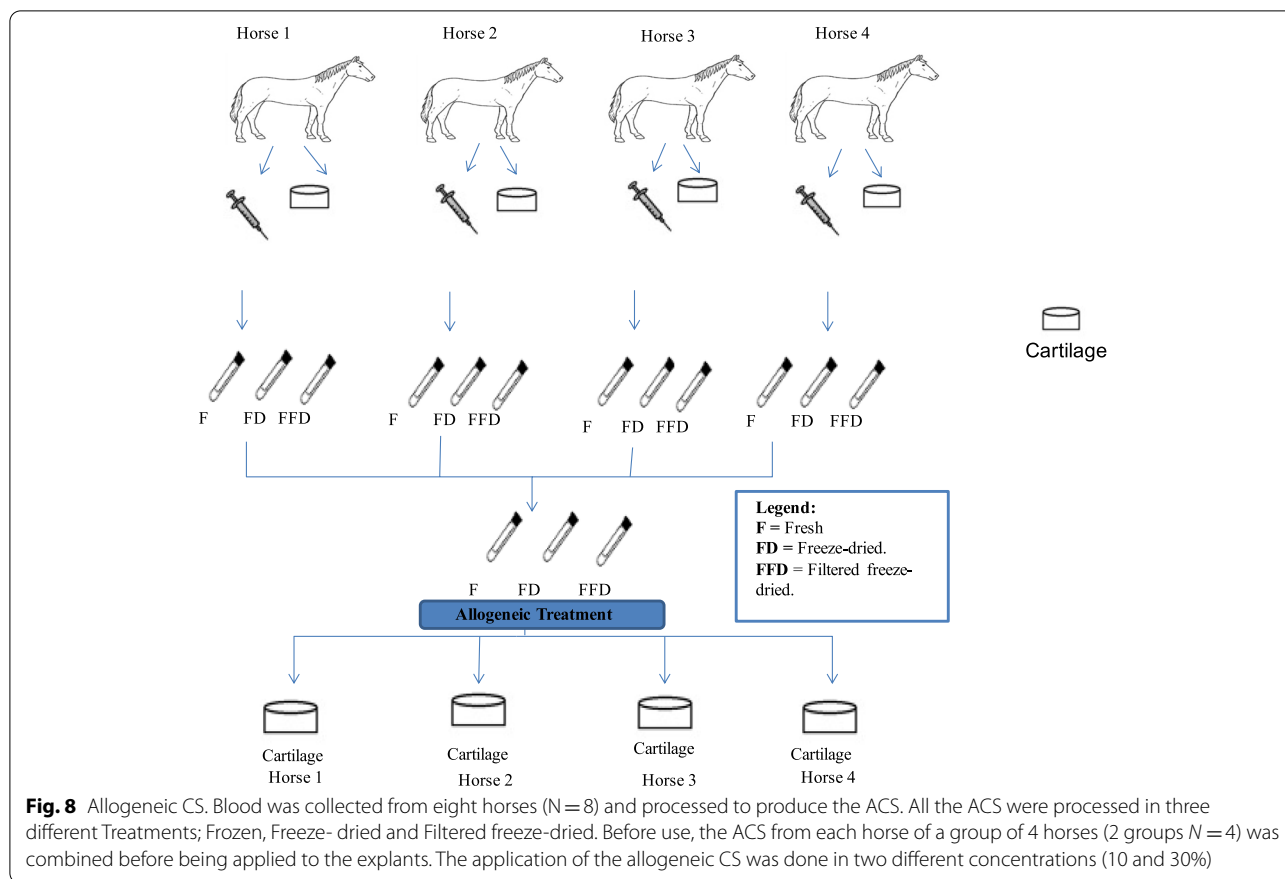 Horse 1
Horse 2
Horse 3
Horse 4
Cartilage
F FD FFD
F FD FFD
F FD FFD
F FD FFD
Legend:
F = Fresh
FD = Freeze-dried.
FFD = Filtered freeze-
dried.
F FD FFD
Allogeneic Treatment
Cartilage
Horse 1
Cartilage
Horse 2
Cartilage
Horse 3
Cartilage
Horse 4
Fig. 8 Allogeneic CS. Blood was collected from eight horses (N = 8) and processed to produce the ACS. All the ACS were processed in three
different Treatments; Frozen, Freeze- dried and Filtered freeze-dried. Before use, the ACS from each horse of a group of 4 horses (2 groups N = 4) was
combined before being applied to the explants. The application of the allogeneic CS was done in two different concentrations (10 and 30%)